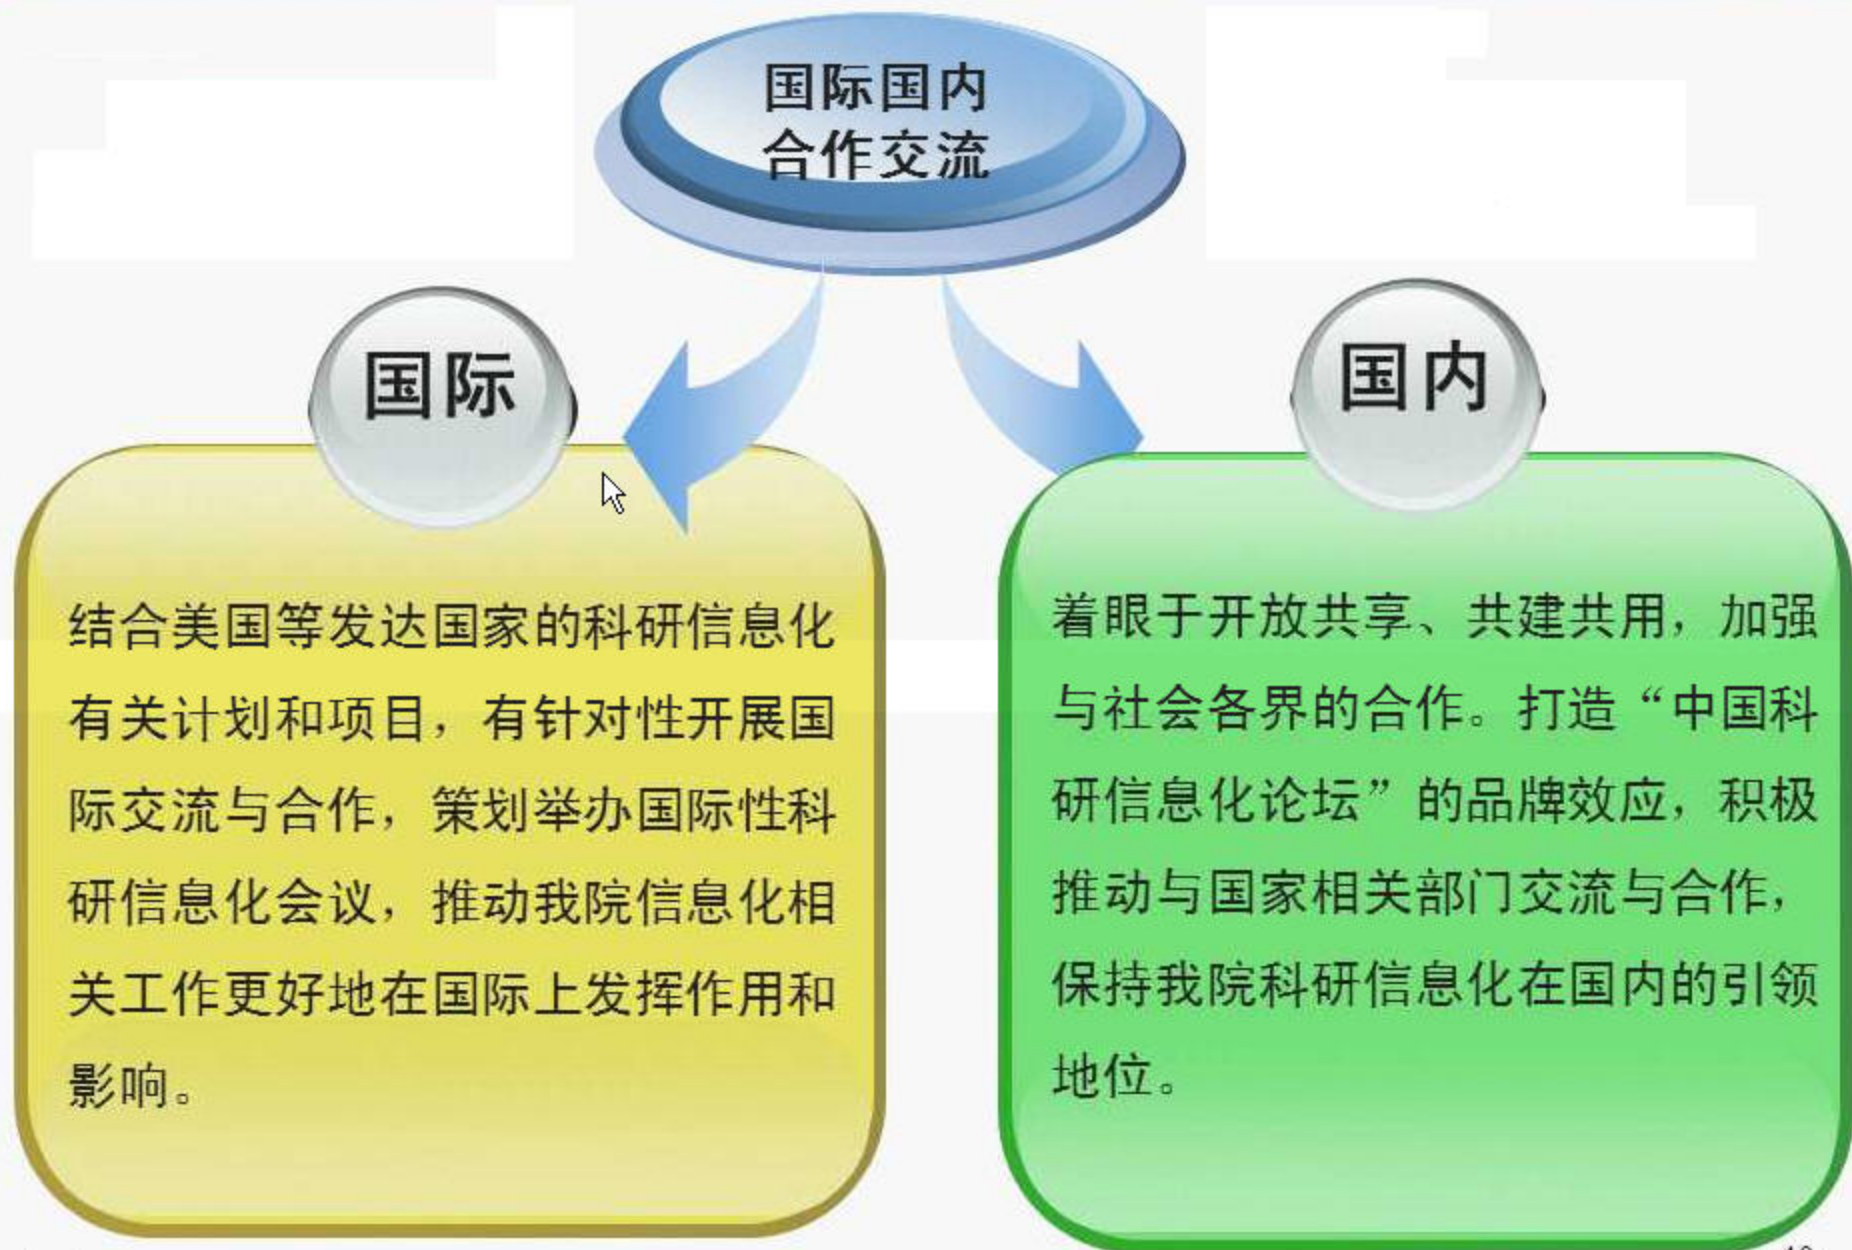 国际国内
合作交流
国际
结合美国等发达国家的科研信息化
有关计划和项目，有针对性开展国
际交流与合作，策划举办国际性科
研信息化会议，推动我院信息化相
关工作更好地在国际上发挥作用和
影响。
国内
着眼于开放共享、共建共用，加强
与社会各界的合作。打造“中国科
研信息化论坛”的品牌效应，积极
推动与国家相关部门交流与合作，
保持我院科研信息化在国内的引领
地位。